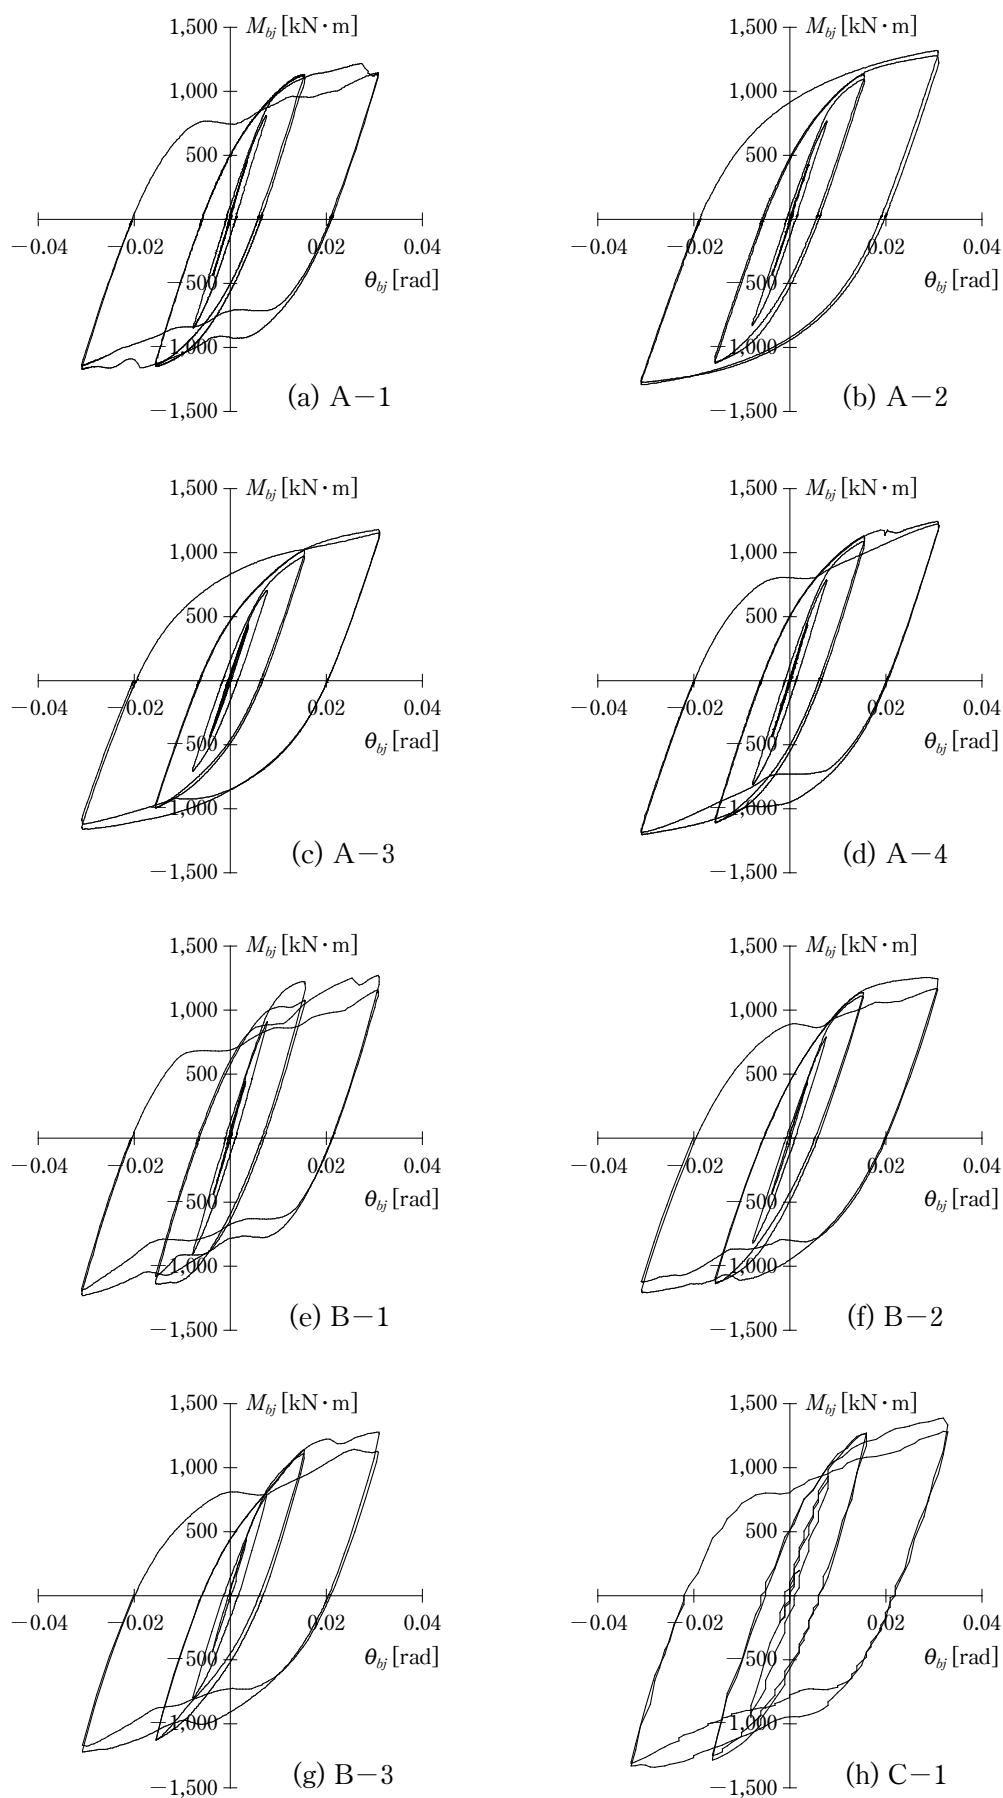 1,500 M_bj [kN·m]
1,000
500
−0.04 −0.02 0.02 0.04
−500 θ_bj [rad]
−1,000
−1,500
(a) A−1
1,500 M_bj [kN·m]
1,000
500
−0.04 −0.02 0.02 0.04
−500 θ_bj [rad]
−1,000
−1,500
(b) A−2
1,500 M_bj [kN·m]
1,000
500
−0.04 −0.02 0.02 0.04
−500 θ_bj [rad]
−1,000
−1,500
(c) A−3
1,500 M_bj [kN·m]
1,000
500
−0.04 −0.02 0.02 0.04
−500 θ_bj [rad]
−1,000
−1,500
(d) A−4
1,500 M_bj [kN·m]
1,000
500
−0.04 −0.02 0.02 0.04
−500 θ_bj [rad]
−1,000
−1,500
(e) B−1
1,500 M_bj [kN·m]
1,000
500
−0.04 −0.02 0.02 0.04
−500 θ_bj [rad]
−1,000
−1,500
(f) B−2
1,500 M_bj [kN·m]
1,000
500
−0.04 −0.02 0.02 0.04
−500 θ_bj [rad]
−1,000
−1,500
(g) B−3
1,500 M_bj [kN·m]
1,000
500
−0.04 −0.02 0.02 0.04
−500 θ_bj [rad]
−1,000
−1,500
(h) C−1